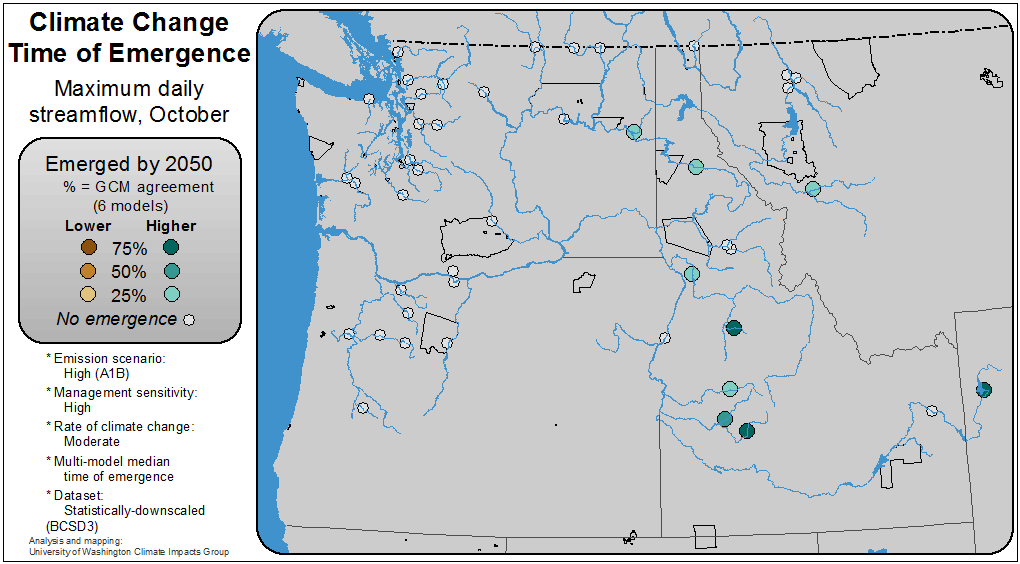 Climate Change
Time of Emergence
Maximum daily
streamflow, October
Emerged by 2050
% = GCM agreement
(6 models)
Lower Higher
75%
50%
25%
No emergence
* Emission scenario:
High (A1B)
* Management sensitivity:
High
* Rate of climate change:
Moderate
* Multi-model median
time of emergence
* Dataset:
Statistically-downscaled
(BCSD3)
Analysis and mapping:
University of Washington Climate Impacts Group